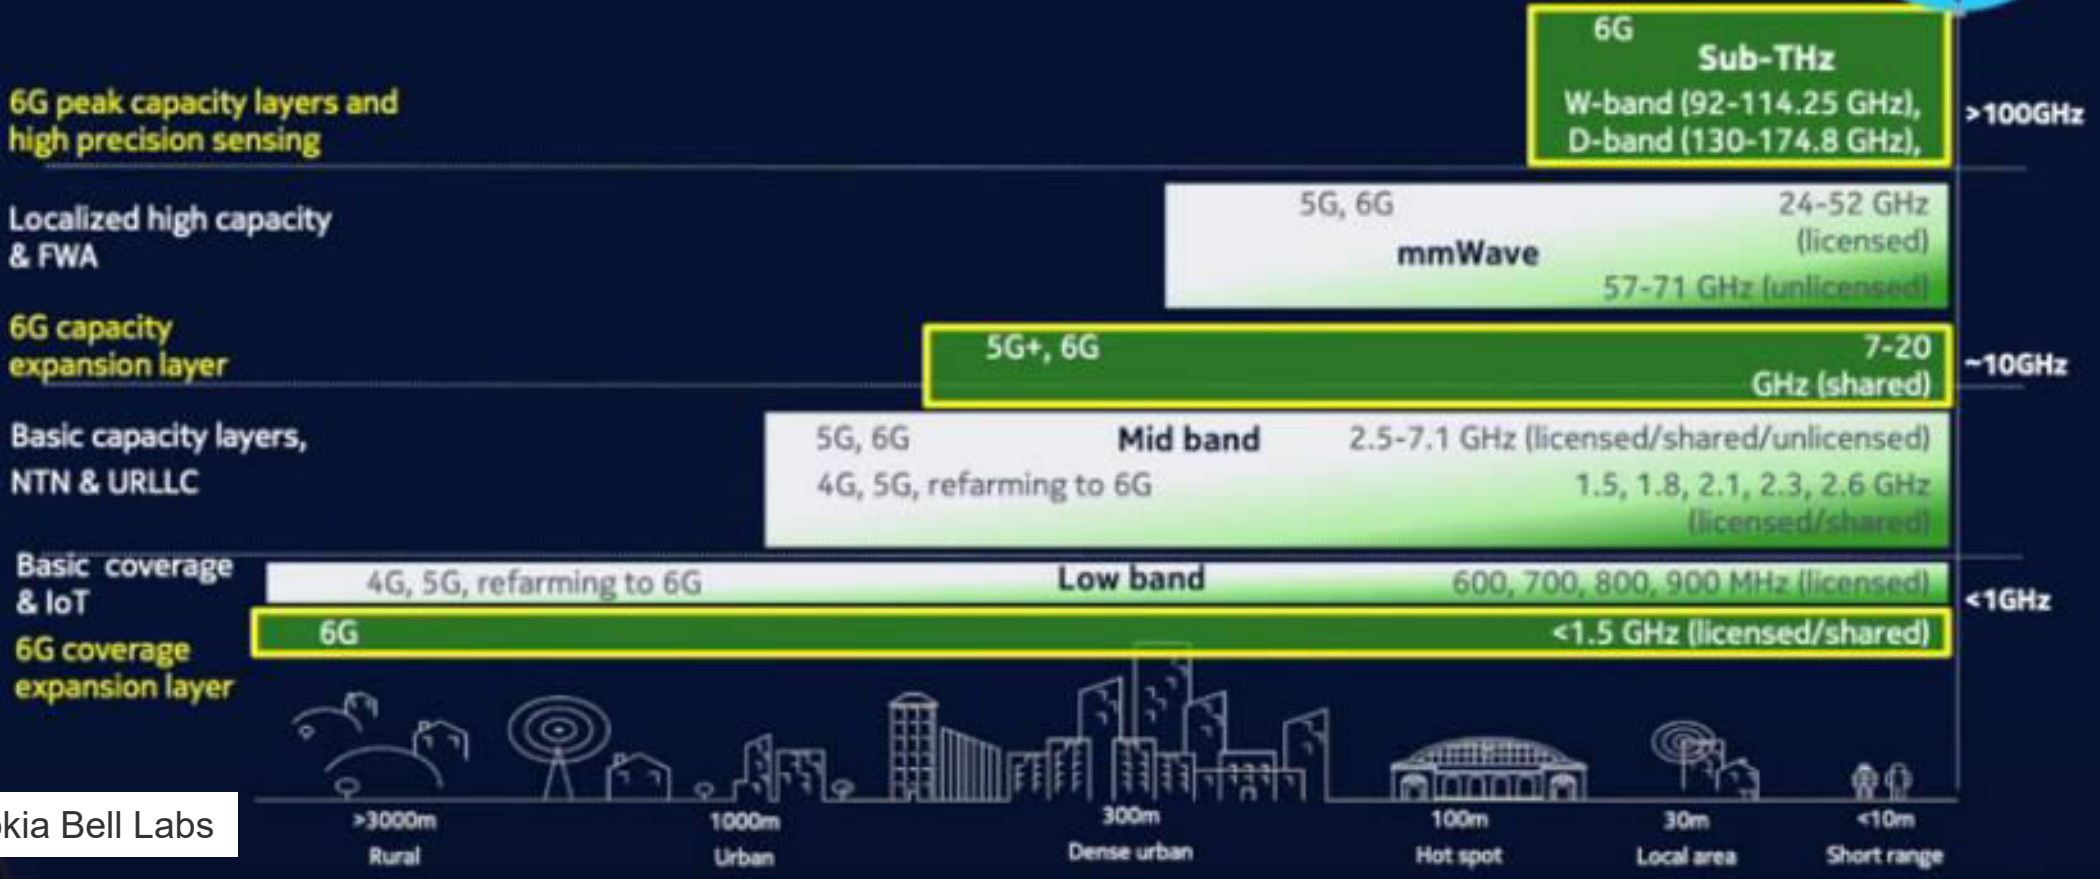 6G
Sub-THz
6G peak capacity layers and
high precision sensing
W-band (92-114.25 GHz),
D-band (130-174.8 GHz),
>100GHz
Localized high capacity
& FWA
5G, 6G
mmWave
24-52 GHz
(licensed)
57-71 GHz (unlicensed)
6G capacity
expansion layer
5G+, 6G
7-20
GHz (shared)
~10GHz
Basic capacity layers,
NTN & URLLC
5G, 6G
Mid band
2.5-7.1 GHz (licensed/shared/unlicensed)
4G, 5G, refarming to 6G
1.5, 1.8, 2.1, 2.3, 2.6 GHz
(licensed/shared)
Basic coverage
& IoT
4G, 5G, refarming to 6G
Low band
600, 700, 800, 900 MHz (licensed)
<1GHz
6G coverage
expansion layer
6G
<1.5 GHz (licensed/shared)
>3000m
1000m
300m
100m
30m
<10m
Rural
Urban
Dense urban
Hot spot
Local area
Short range
Bell Labs